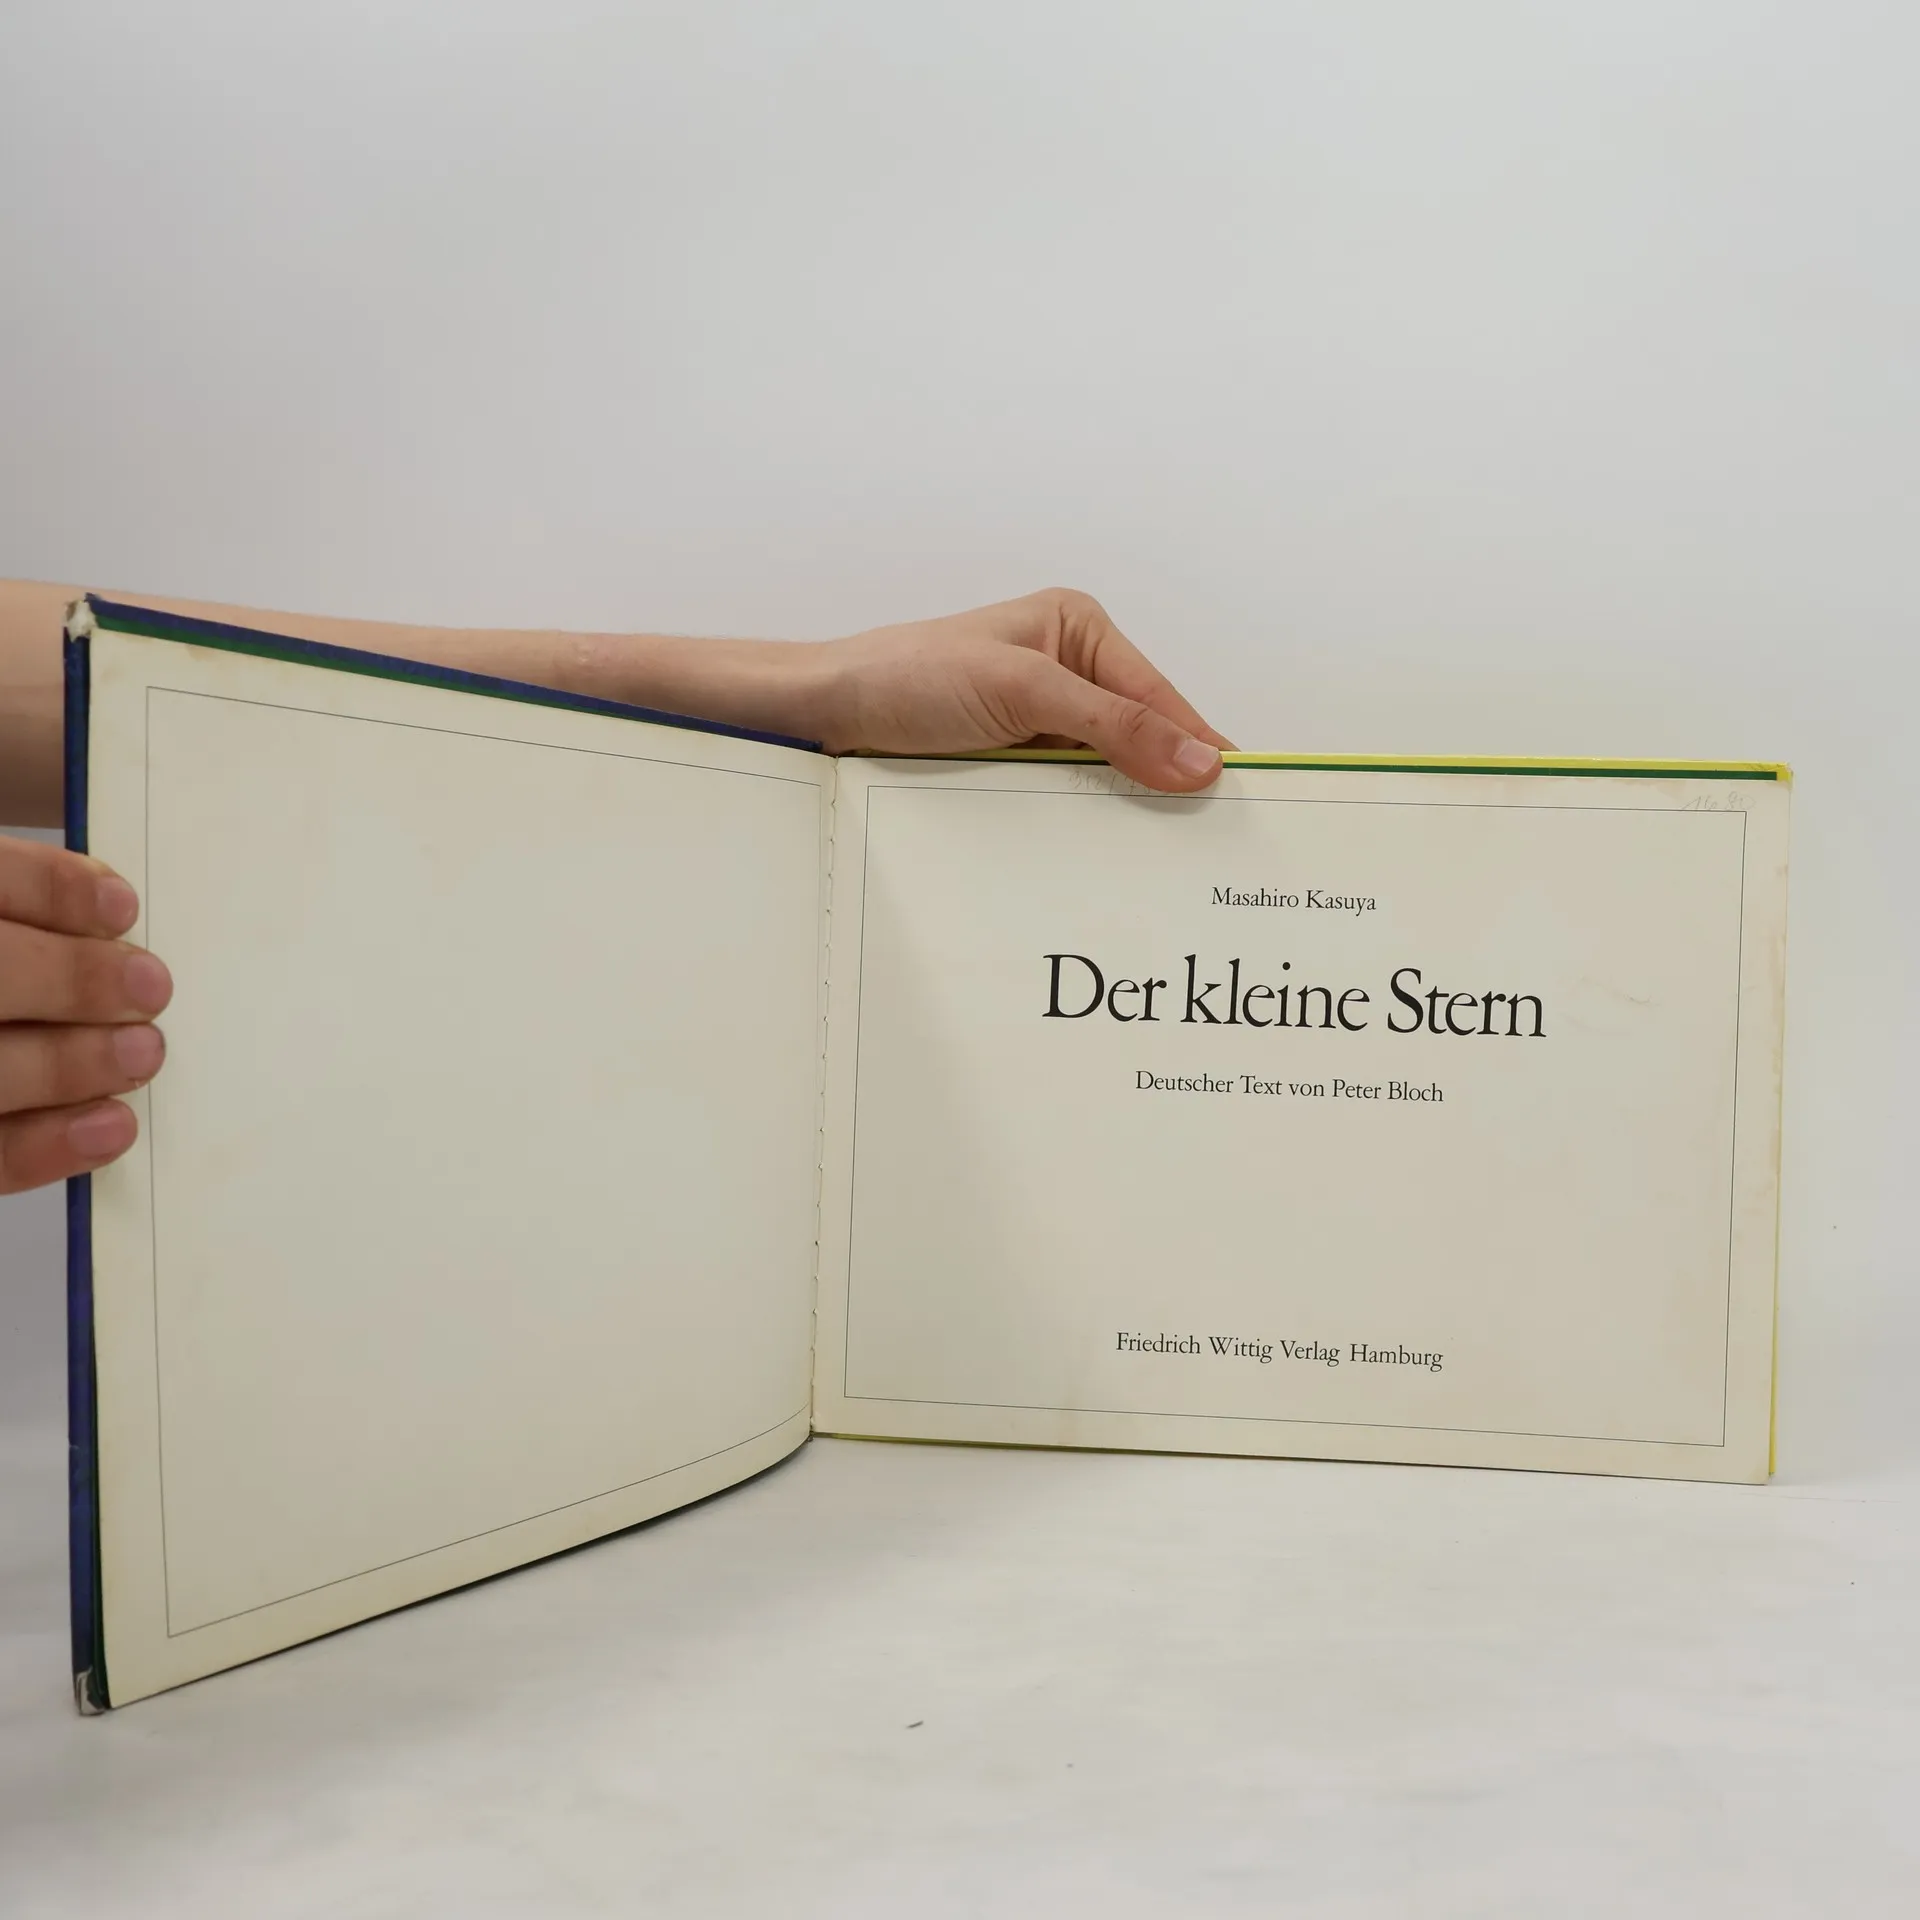 Masahiro Kasuya
Der kleine Stern
Deutscher Text von Peter Bloch
Friedrich Wittig Verlag Hamburg